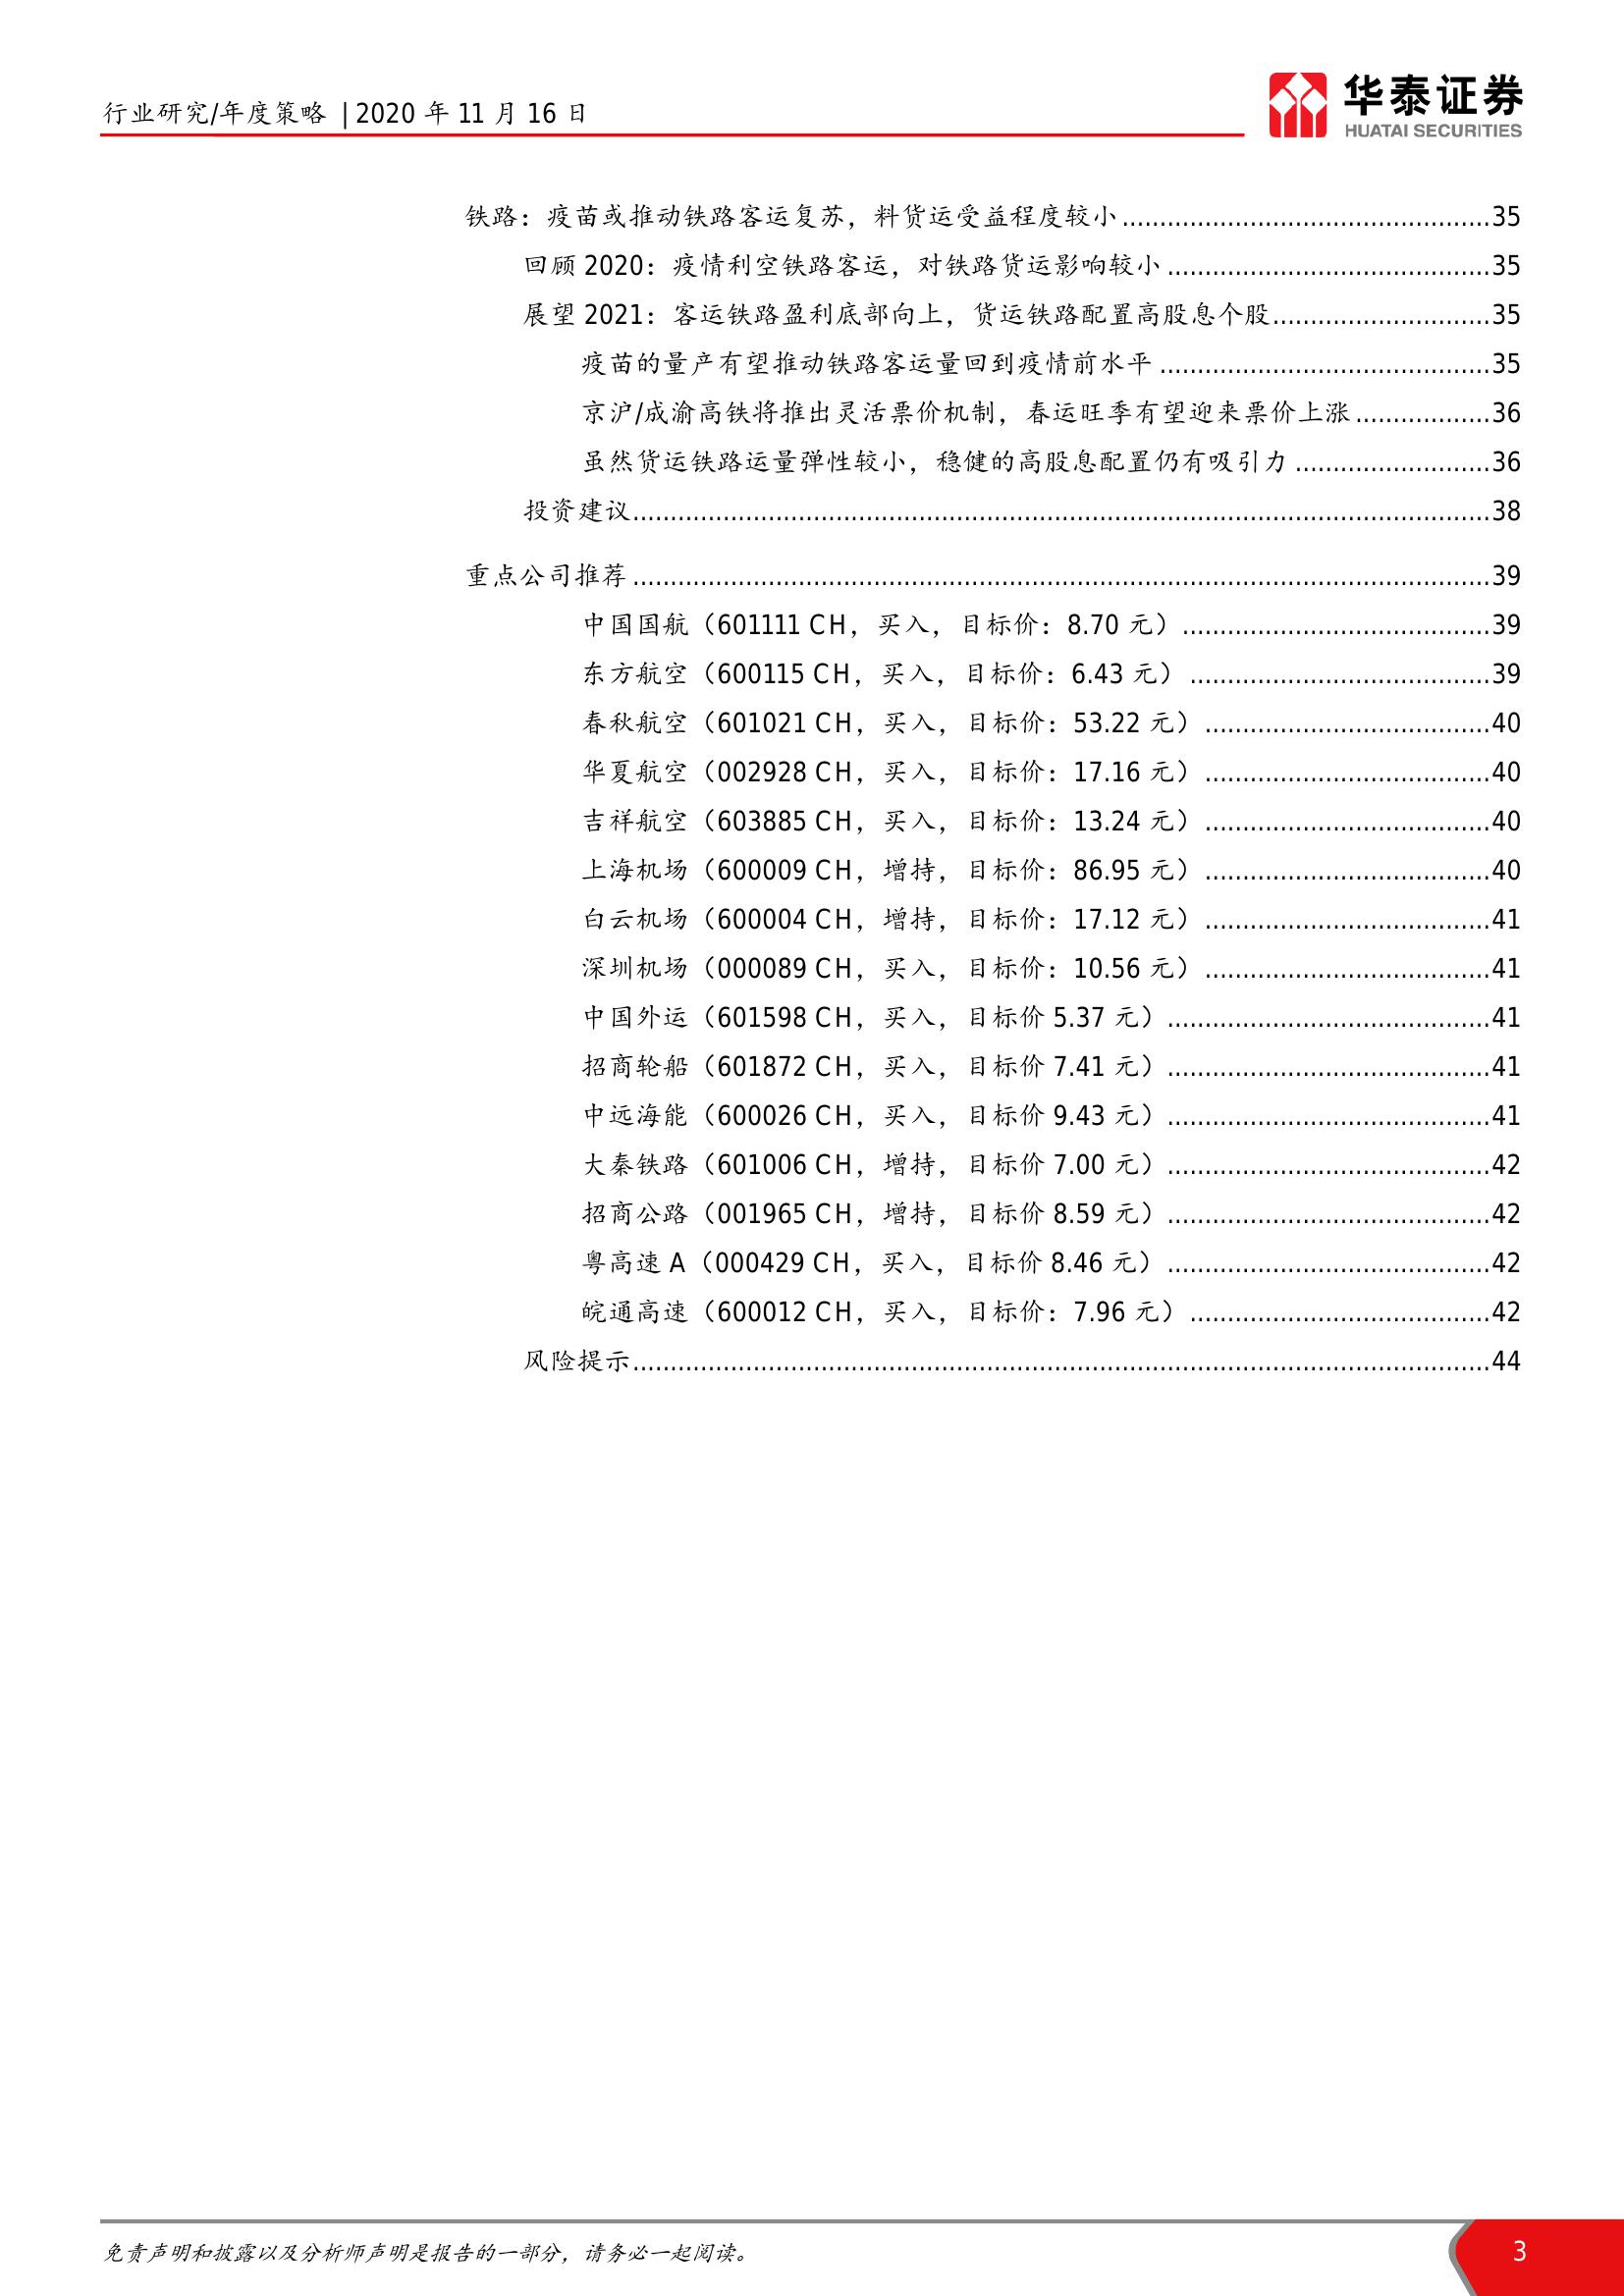 行业研究/年度策略 | 2020 年 11 月 16 日
华泰证券
HUATAI SECURITIES
铁路：疫苗或推动铁路客运复苏，料货运受益程度较小 35
回顾 2020：疫情利空铁路客运，对铁路货运影响较小 35
展望 2021：客运铁路盈利底部向上，货运铁路配置高股息个股 35
疫苗的量产有望推动铁路客运量回到疫情前水平 35
京沪/成渝高铁将推出灵活票价机制，春运旺季有望迎来票价上涨 36
虽然货运铁路运量弹性较小，稳健的高股息配置仍有吸引力 36
投资建议 38
重点公司推荐 39
中国国航（601111 CH，买入，目标价：8.70 元） 39
东方航空（600115 CH，买入，目标价：6.43 元） 39
春秋航空（601021 CH，买入，目标价：53.22 元） 40
华夏航空（002928 CH，买入，目标价：17.16 元） 40
吉祥航空（603885 CH，买入，目标价：13.24 元） 40
上海机场（600009 CH，增持，目标价：86.95 元） 40
白云机场（600004 CH，增持，目标价：17.12 元） 41
深圳机场（000089 CH，买入，目标价：10.56 元） 41
中国外运（601598 CH，买入，目标价 5.37 元） 41
招商轮船（601872 CH，买入，目标价 7.41 元） 41
中远海能（600026 CH，买入，目标价 9.43 元） 41
大秦铁路（601006 CH，增持，目标价 7.00 元） 42
招商公路（001965 CH，增持，目标价 8.59 元） 42
粤高速 A（000429 CH，买入，目标价 8.46 元） 42
皖通高速（600012 CH，买入，目标价：7.96 元） 42
风险提示 44
免责声明和披露以及分析师声明是报告的一部分，请务必一起阅读。
3